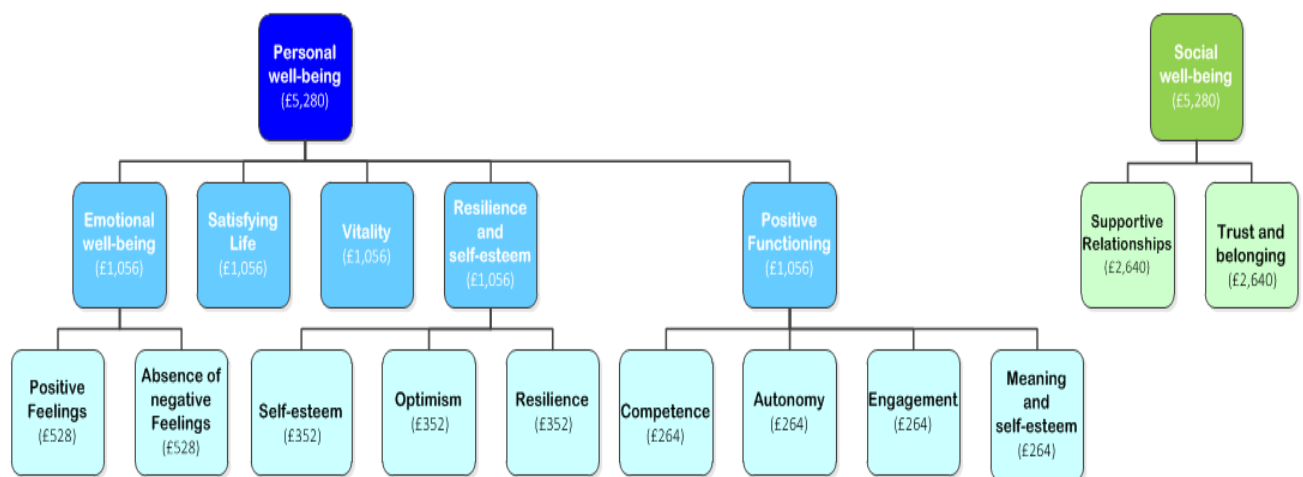 Personal
well-being
(£5,280)
Social
well-being
(£5,280)
Emotional
well-being
(£1,056)
Satisfying
Life
(£1,056)
Vitality
(£1,056)
Resilience
and
self-esteem
(£1,056)
Positive
Functioning
(£1,056)
Supportive
Relationships
(£2,640)
Trust and
belonging
(£2,640)
Positive
Feelings
(£528)
Absence of
negative
Feelings
(£528)
Self-esteem
(£352)
Optimism
(£352)
Resilience
(£352)
Competence
(£264)
Autonomy
(£264)
Engagement
(£264)
Meaning
and
self-esteem
(£264)